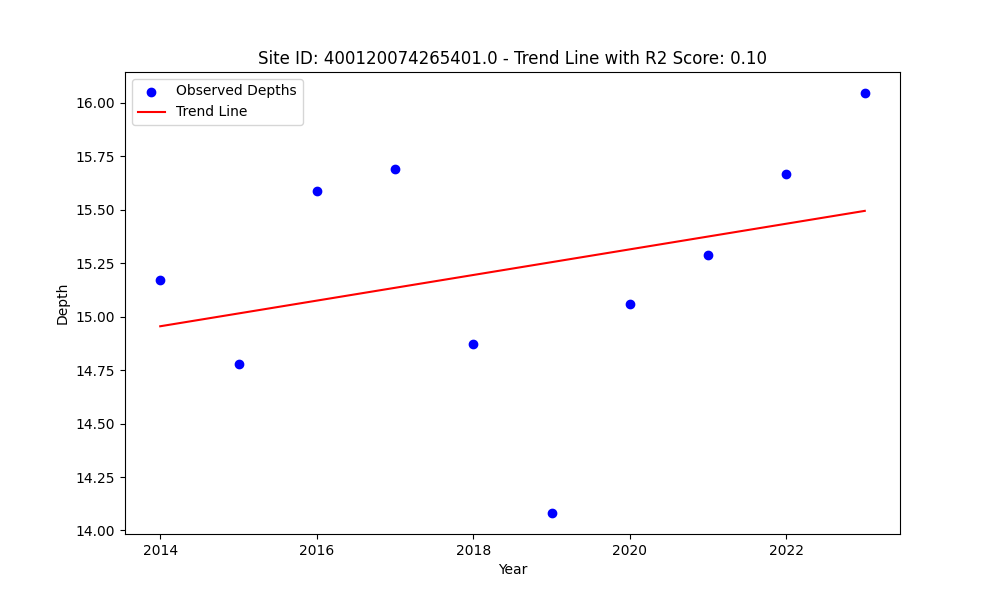 Site ID: 400120074265401.0 - Trend Line with R2 Score: 0.10
Observed Depths
Trend Line
16.00
15.75
15.50
15.25
15.00
14.75
14.50
14.25
14.00
Depth
2014
2016
2018
2020
2022
Year